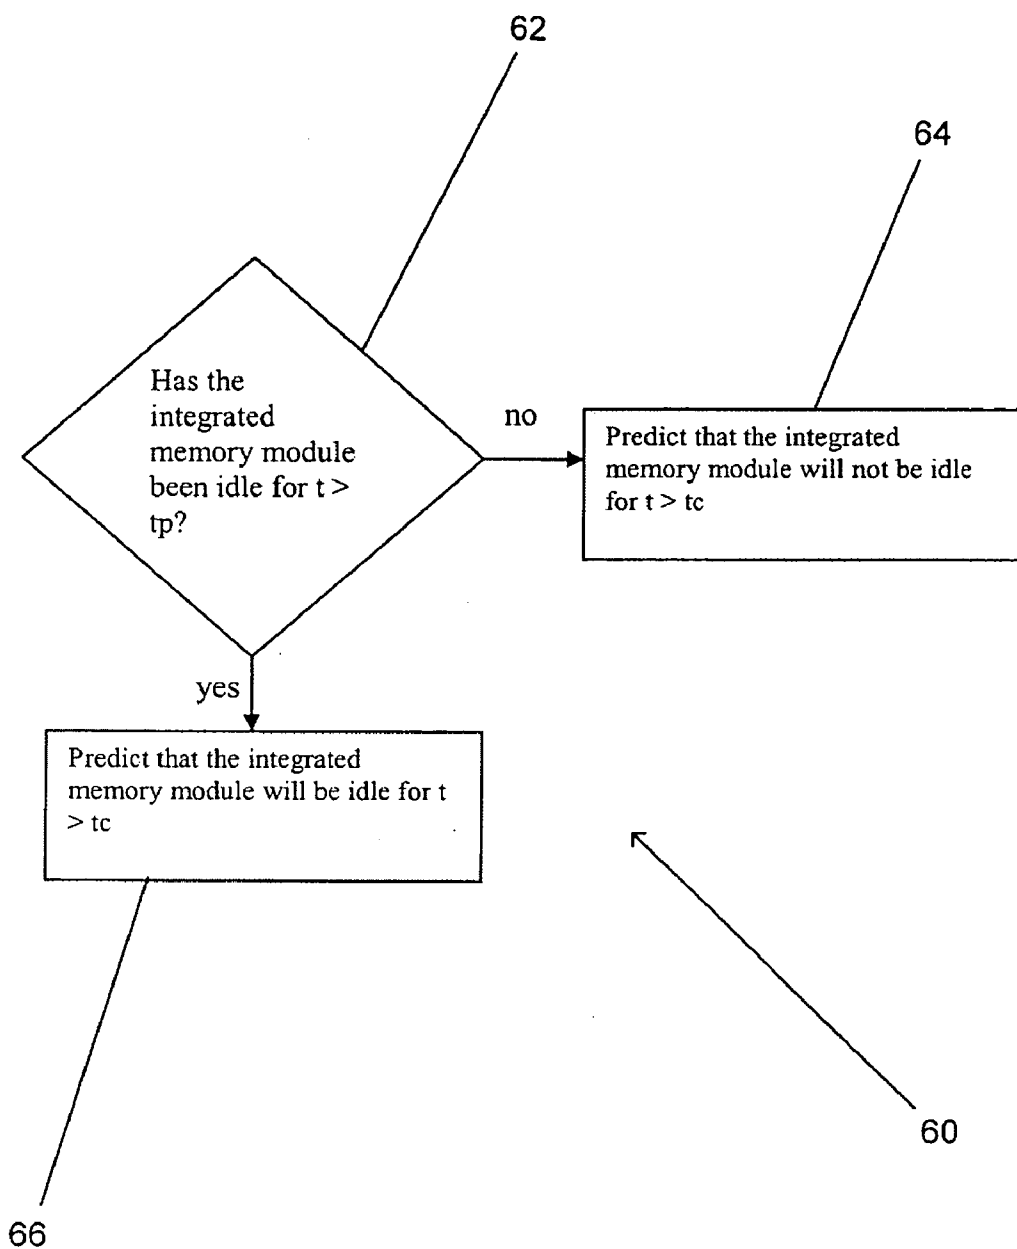 62
64
Has the
integrated
memory module
been idle for t >
tp?
no
Predict that the integrated
memory module will not be idle
for t > tc
yes
Predict that the integrated
memory module will be idle for t
> tc
60
66